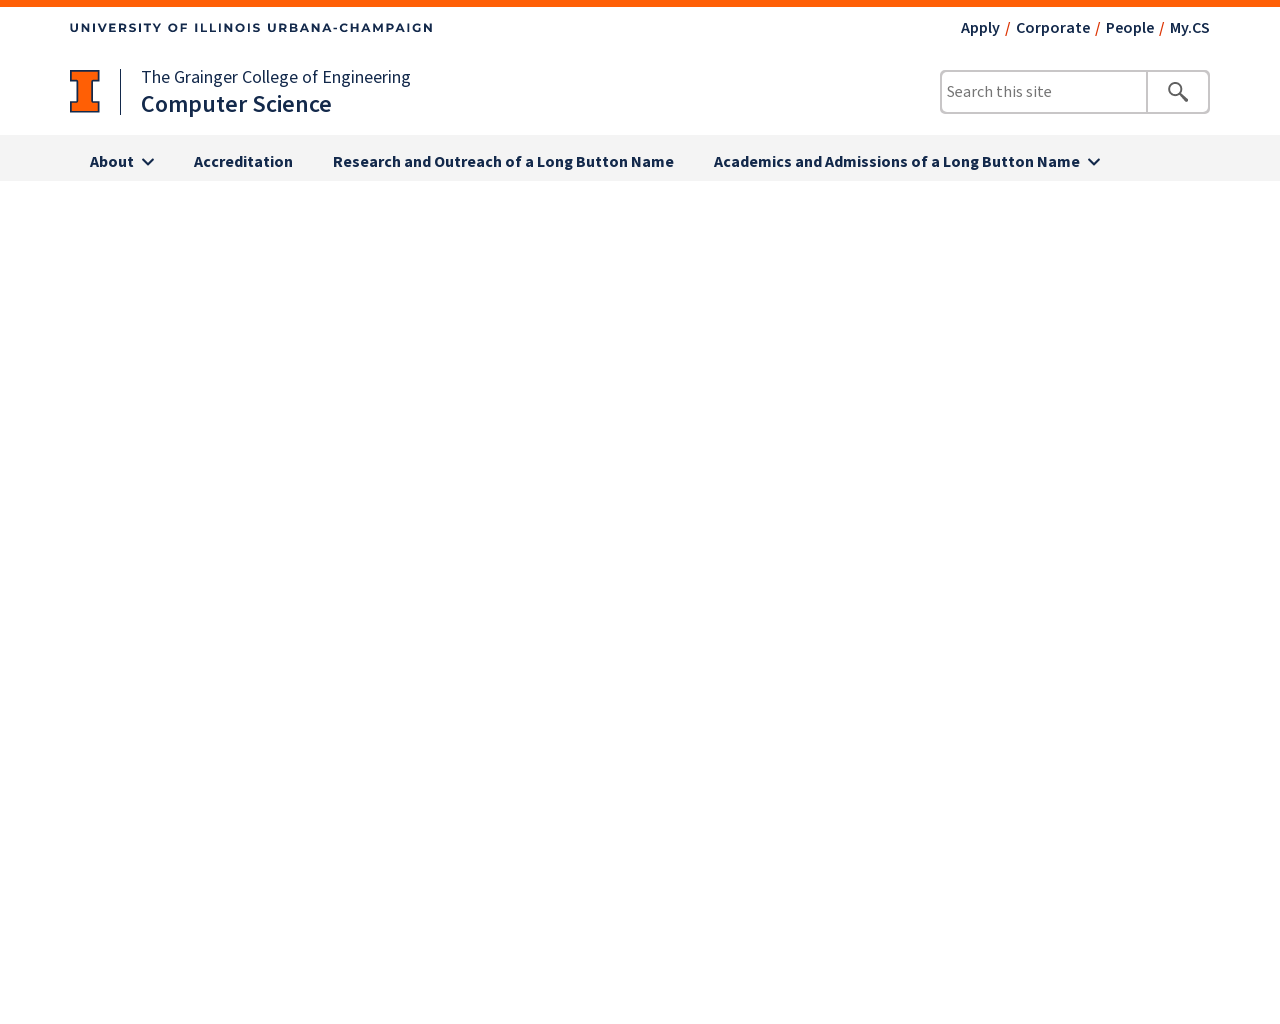 UNIVERSITY OF ILLINOIS URBANA-CHAMPAIGN
Apply / Corporate / People / My.CS
The Grainger College of Engineering
Computer Science
Search this site
About
Accreditation
Research and Outreach of a Long Button Name
Academics and Admissions of a Long Button Name